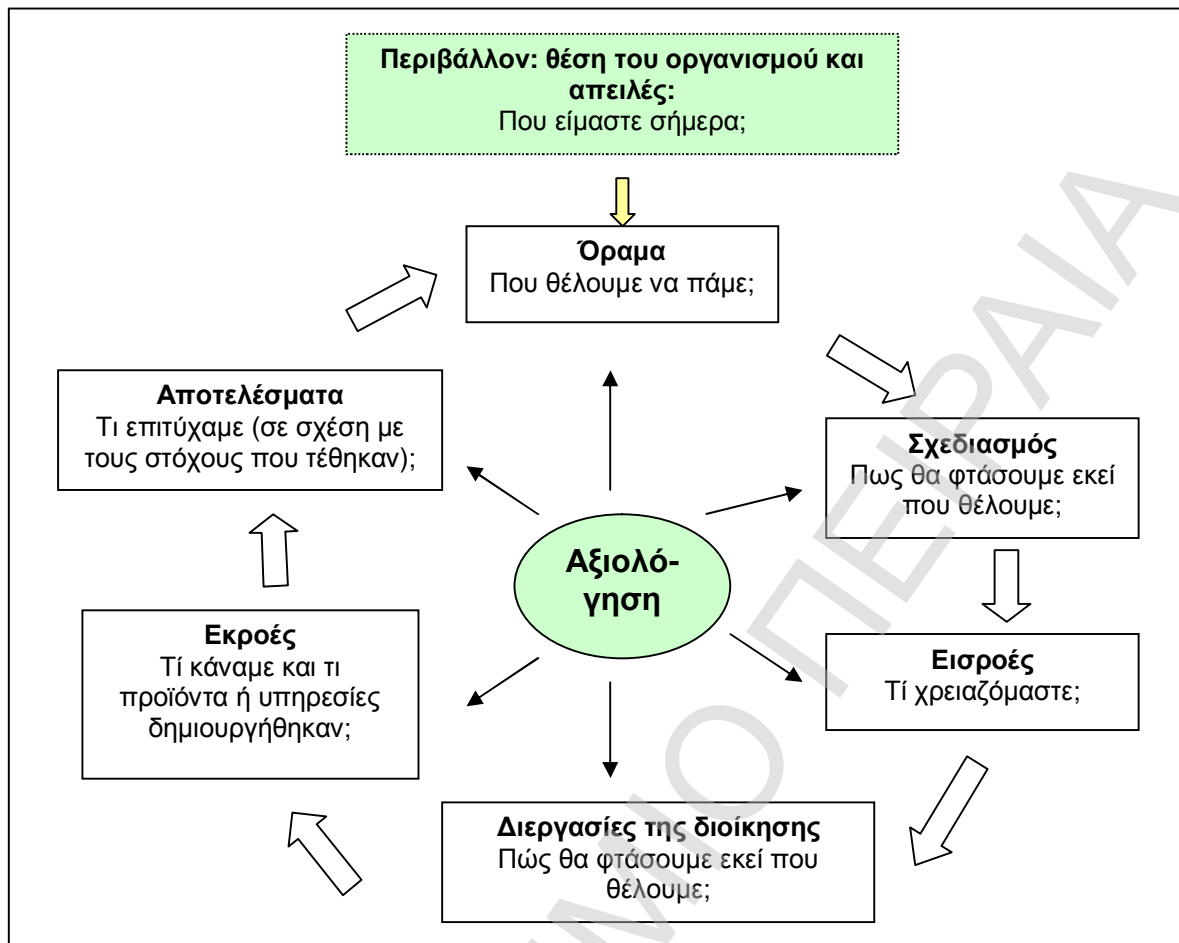 Περιβάλλον: θέση του οργανισμού και
απειλές:
Που είμαστε σήμερα;
Όραμα
Που θέλουμε να πάμε;
Σχεδιασμός
Πως θα φτάσουμε εκεί
που θέλουμε;
Εισροές
Τί χρειαζόμαστε;
Διεργασίες της διοίκησης
Πώς θα φτάσουμε εκεί που
θέλουμε;
Εκροές
Τί κάναμε και τι
προϊόντα ή υπηρεσίες
δημιουργήθηκαν;
Αποτελέσματα
Τι επιτύχαμε (σε σχέση με
τους στόχους που τέθηκαν);
Αξιολό-
γηση
ΠΕΙΡΑΙΑ